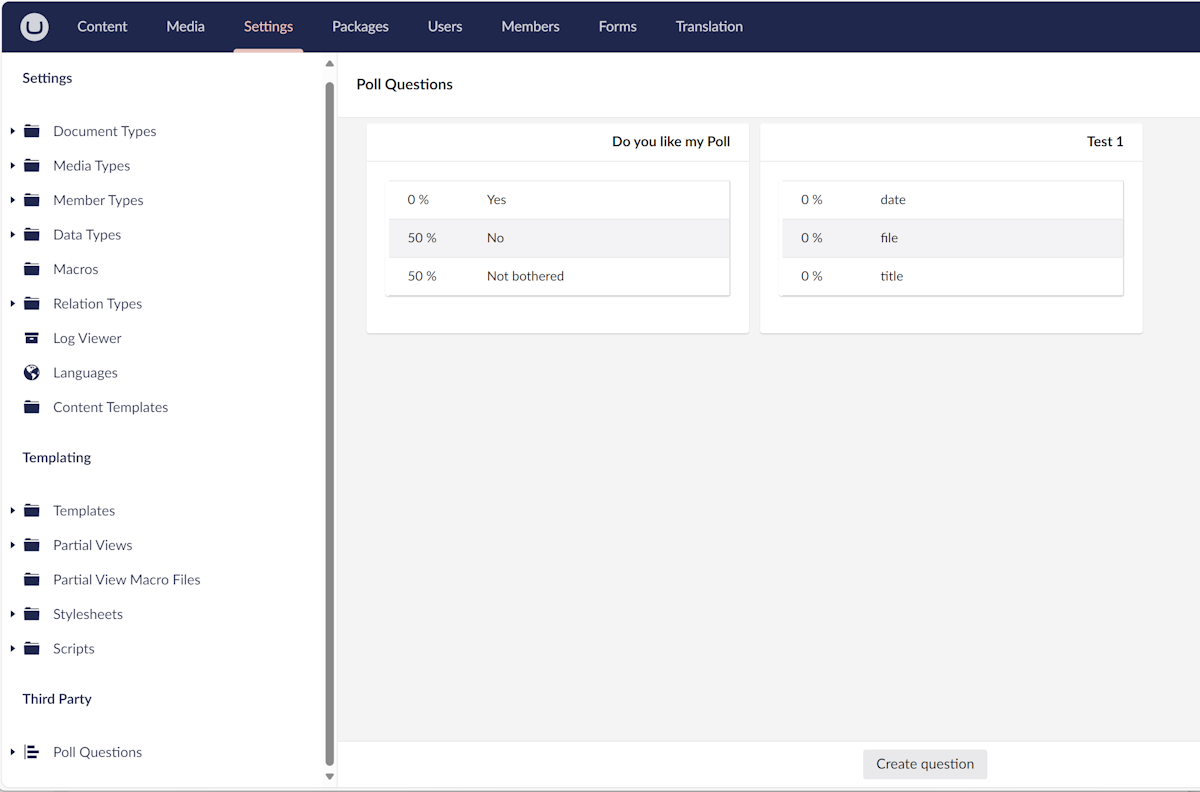 Content Media Settings Packages Users Members Forms Translation
Settings
Document Types
Media Types
Member Types
Data Types
Macros
Relation Types
Log Viewer
Languages
Content Templates
Templating
Templates
Partial Views
Partial View Macro Files
Stylesheets
Scripts
Third Party
Poll Questions
Poll Questions
Do you like my Poll
0 % Yes
50 % No
50 % Not bothered
Test 1
0 % date
0 % file
0 % title
Create question